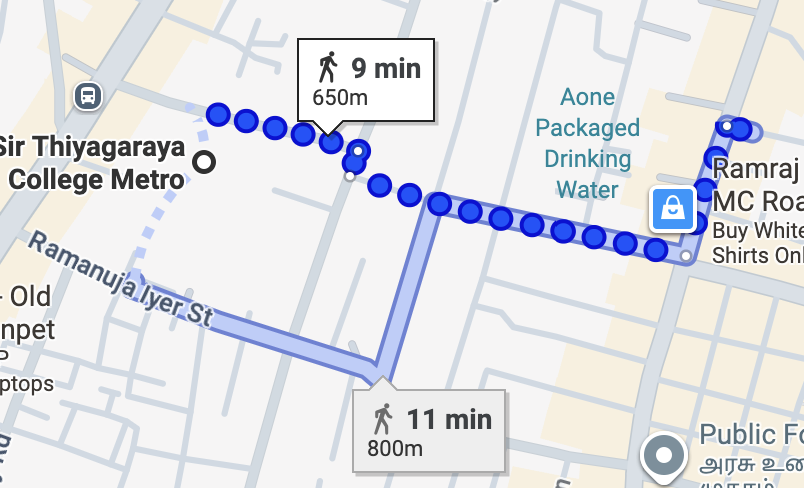 9 min
650m
Aone
Packaged
Drinking
Water
Sir Thiyagaraya
College Metro
Ramraj
MC Roa
Buy White
Shirts Onl
Ramanuja Iyer St
- Old
npet
P
ptops
11 min
800m
Public Fo
அரசு உண
Rd